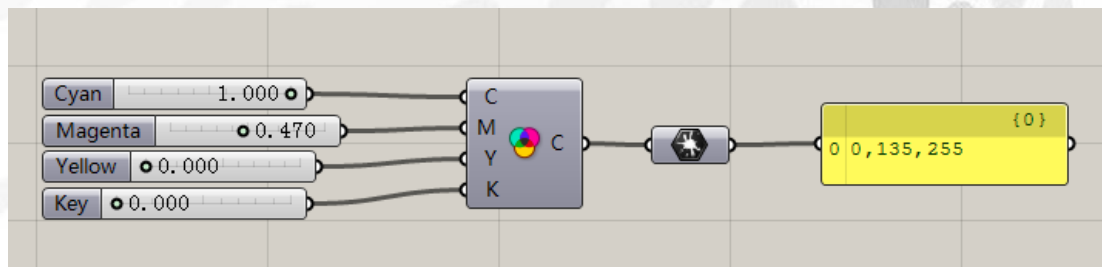 Cyan 1.000
Magenta 0.470
Yellow 0.000
Key 0.000
C
M
Y
K
C
{0}
0 0,135,255